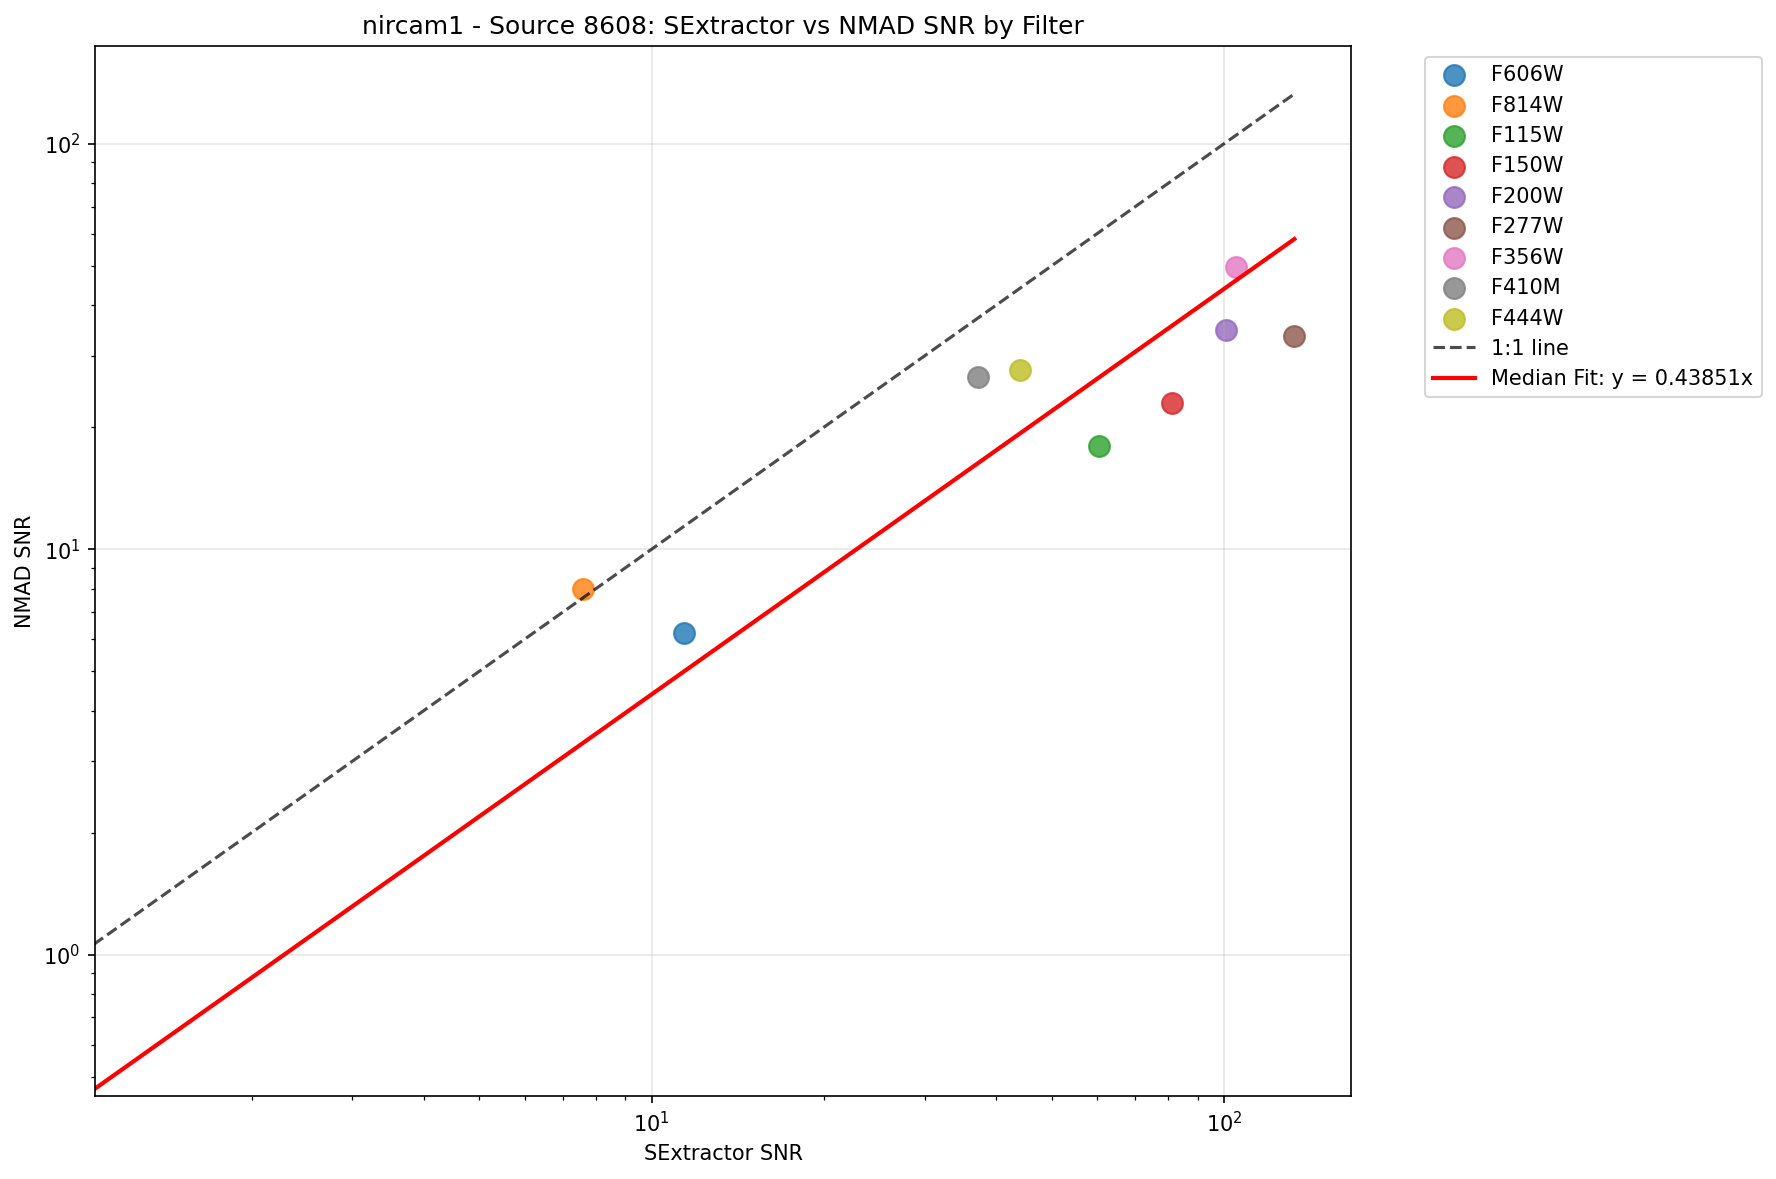 nircam1 - Source 8608: SExtractor vs NMAD SNR by Filter
NMAD SNR
10²
10¹
10⁰
10¹
10²
SExtractor SNR
F606W
F814W
F115W
F150W
F200W
F277W
F356W
F410M
F444W
1:1 line
Median Fit: y = 0.43851x